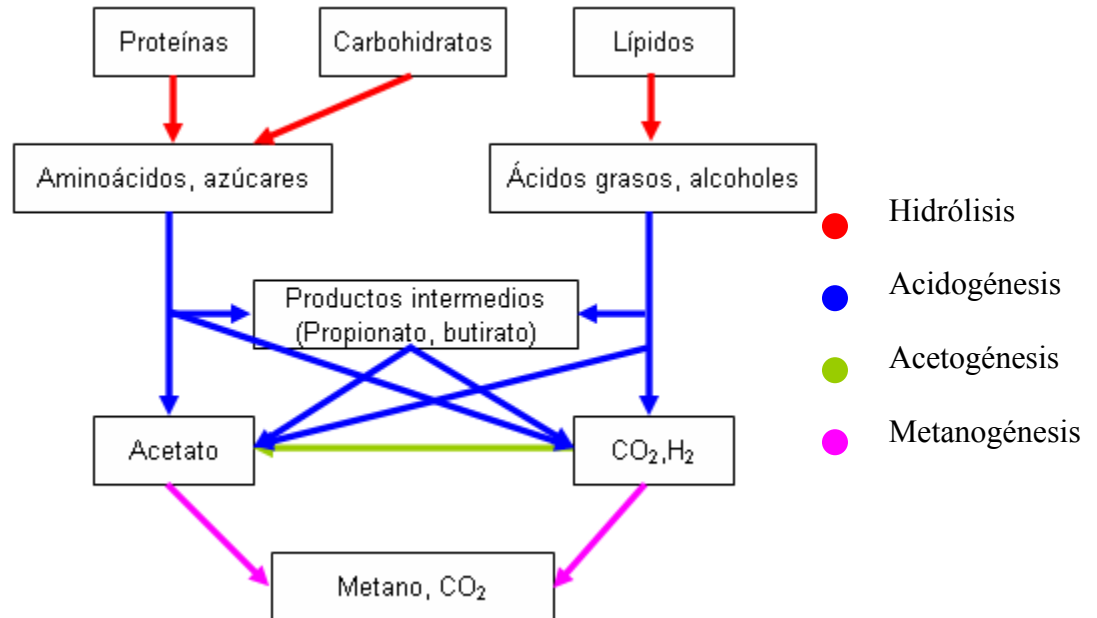 Proteínas
Carbohidratos
Lípidos
Aminoácidos, azúcares
Ácidos grasos, alcoholes
Productos intermedios
(Propionato, butirato)
Acetato
CO₂,H₂
Metano, CO₂
Hidrólisis
Acidogénesis
Acetogénesis
Metanogénesis